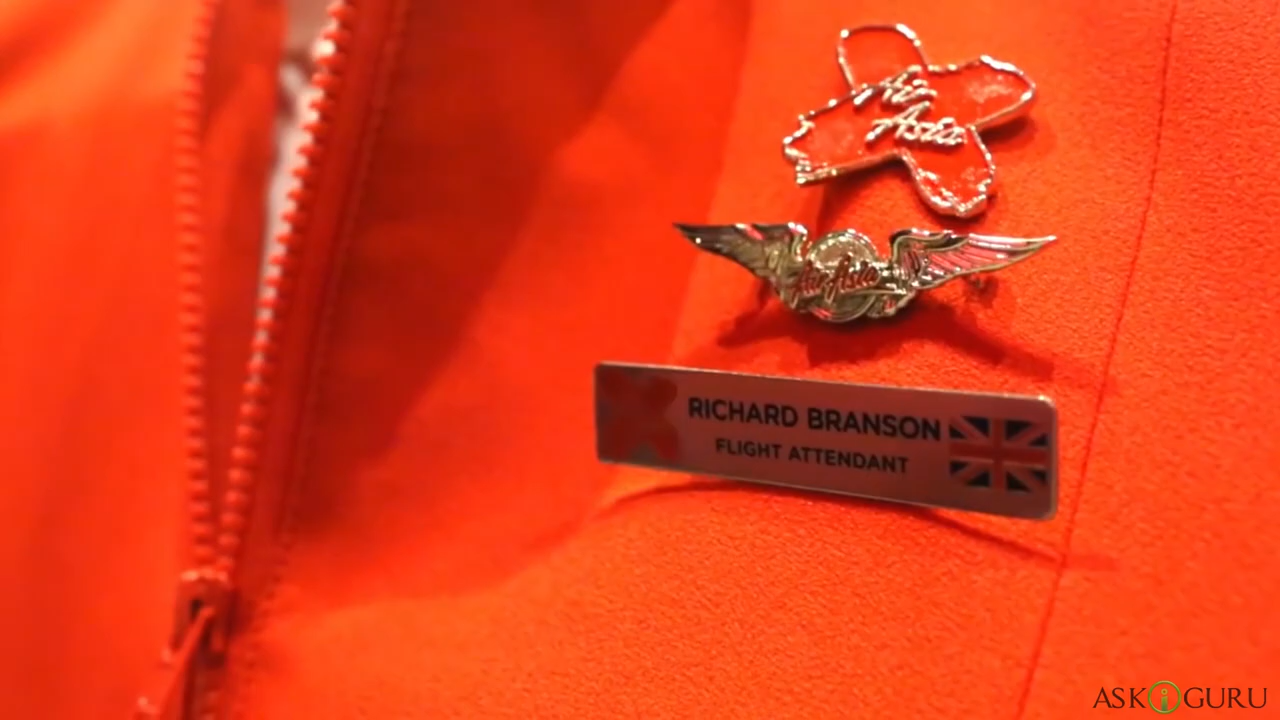 Air
Asia
AirAsia
RICHARD BRANSON
FLIGHT ATTENDANT
ASK i GURU